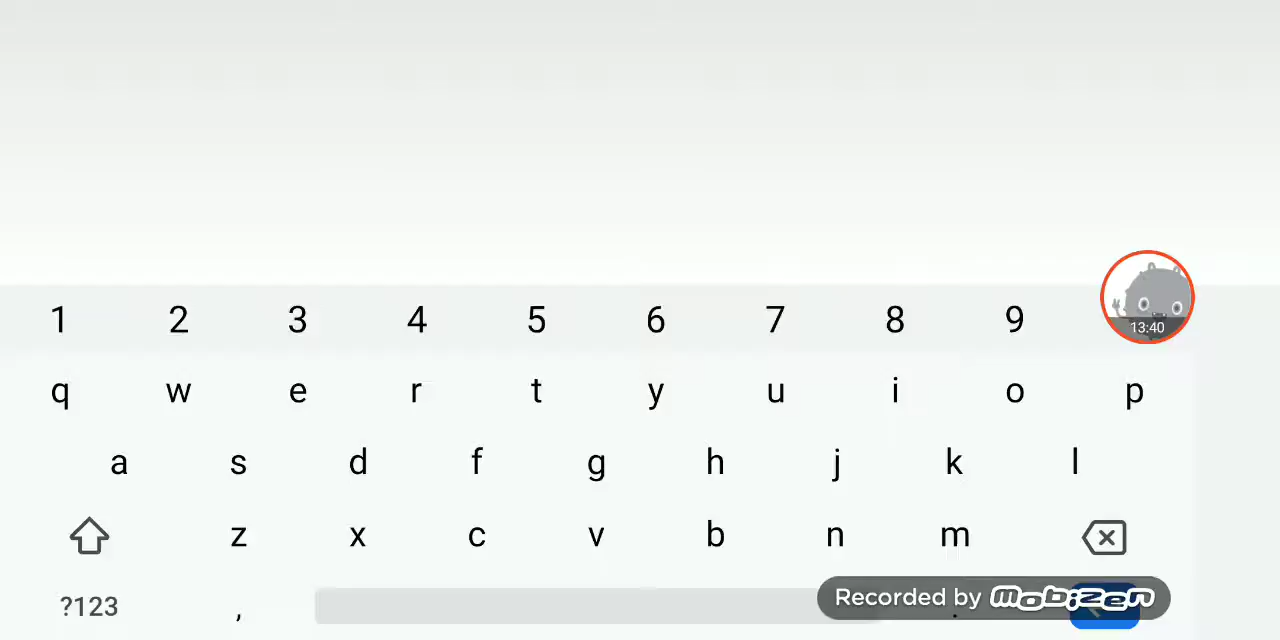 1 2 3 4 5 6 7 8 9
13:40
q w e r t y u i o p
a s d f g h j k l
z x c v b n m
?123 , .
Recorded by mobizen